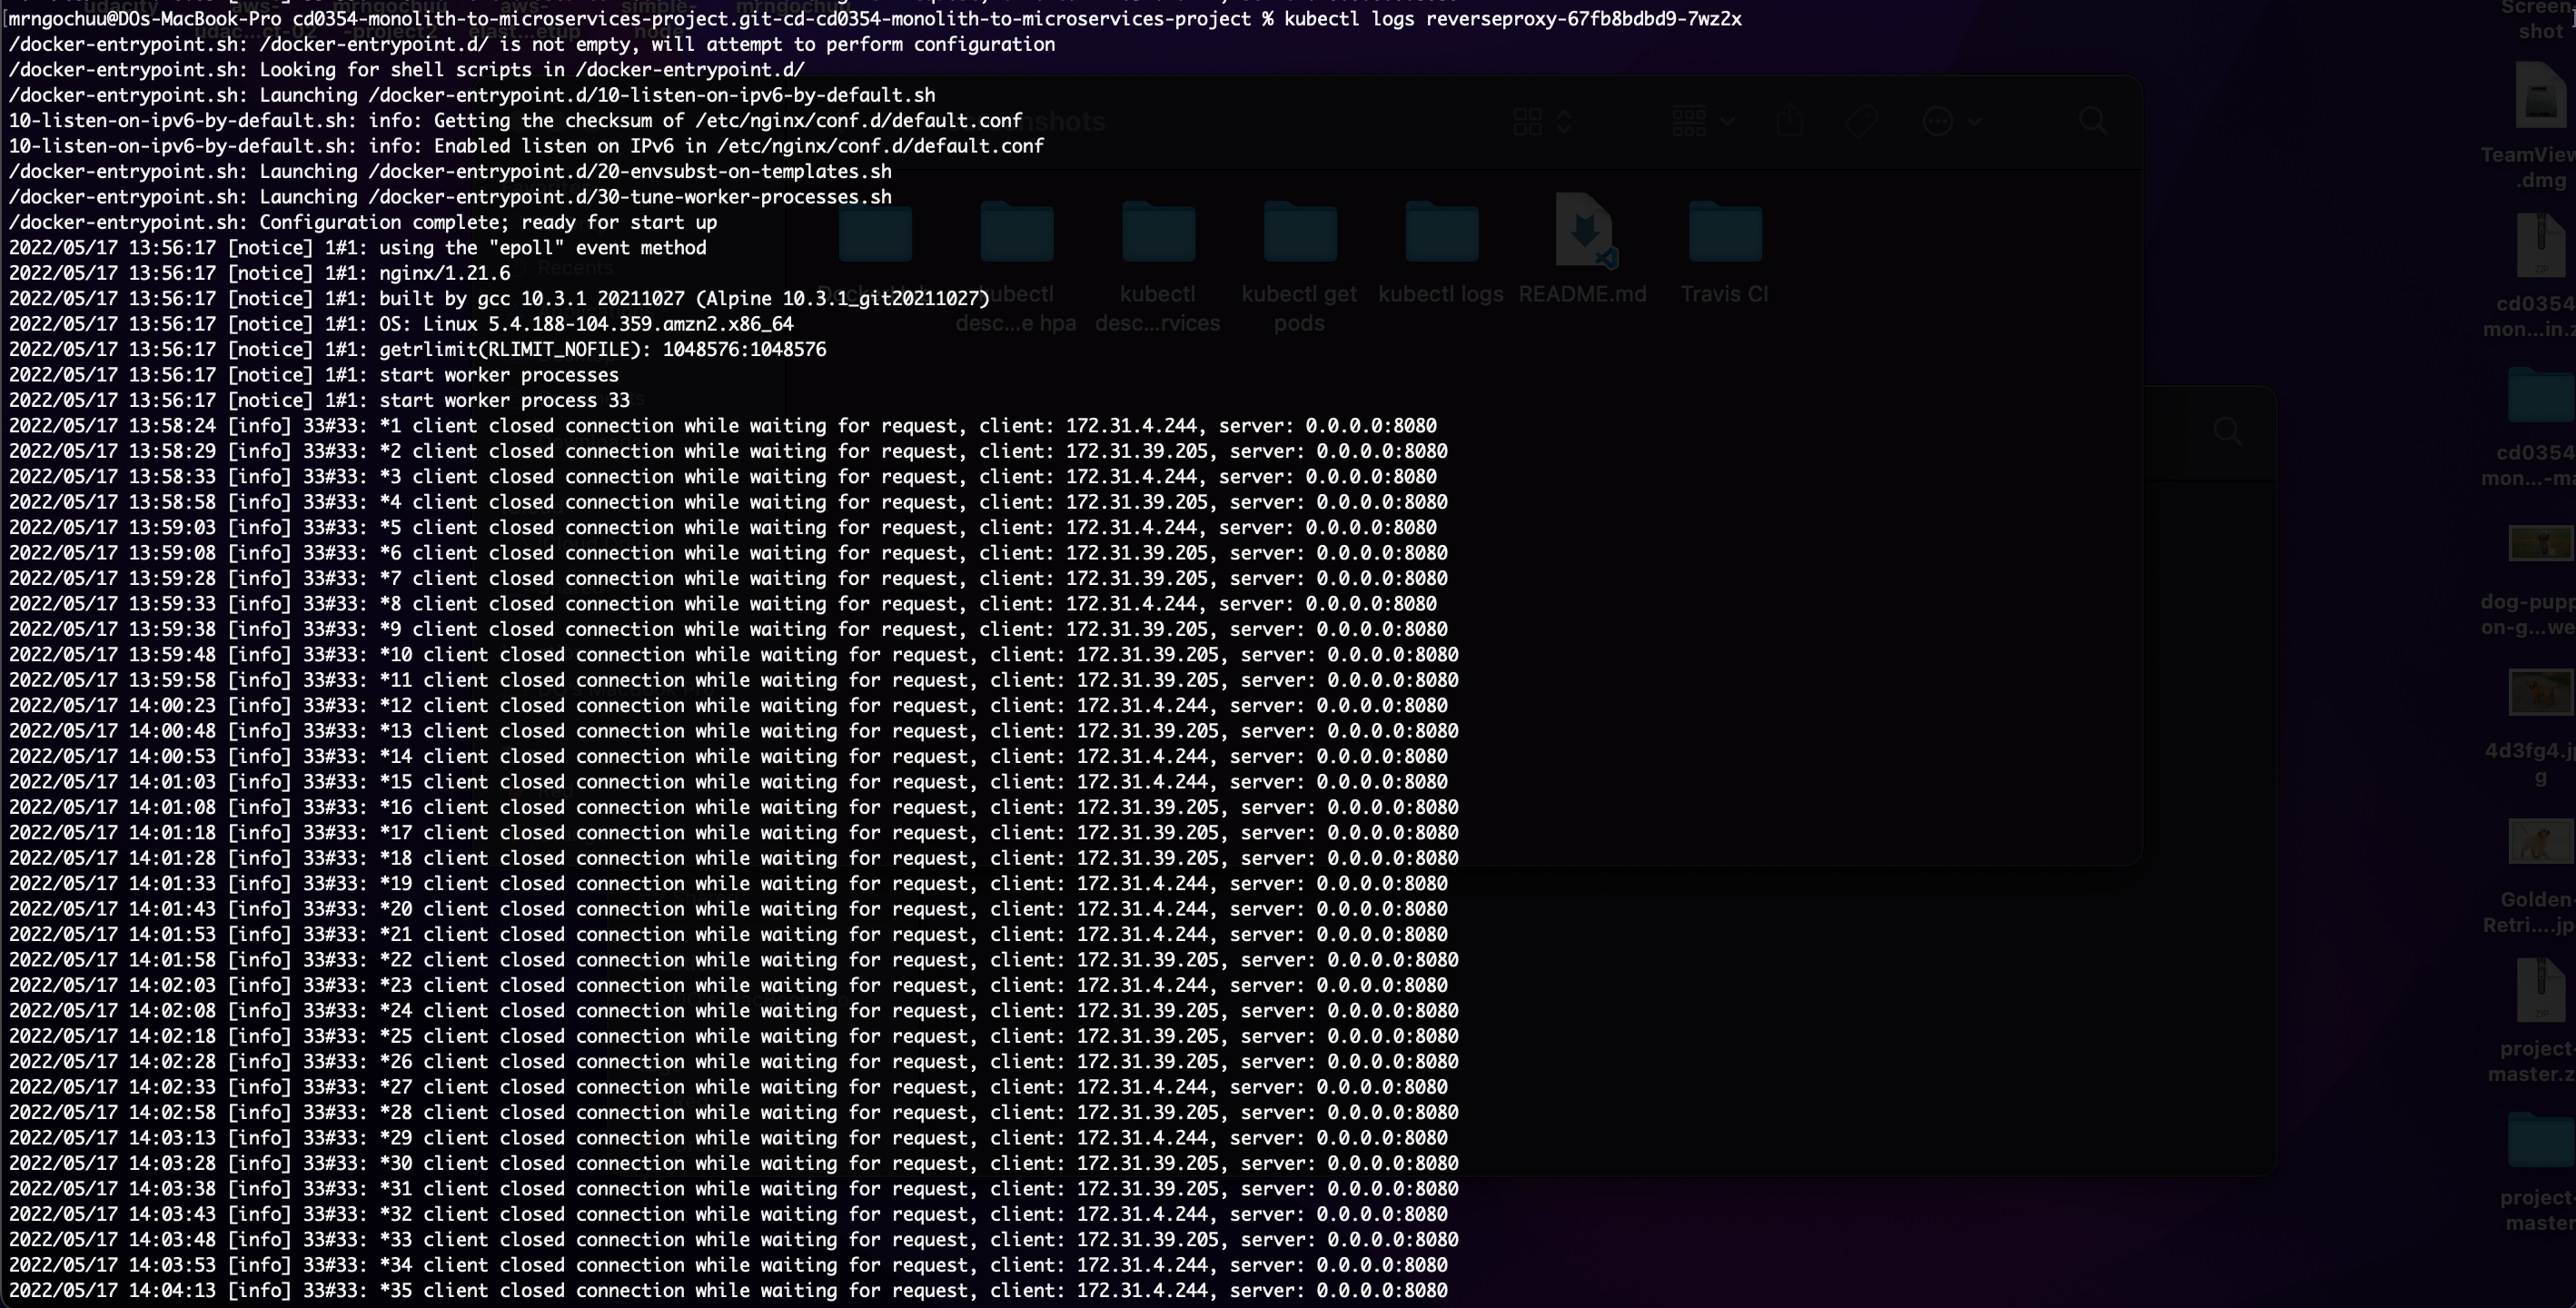 [mrngochuu@DOs-MacBook-Pro cd0354-monolith-to-microservices-project.git-cd-cd0354-monolith-to-microservices-project % kubectl logs reverseproxy-67fb8bdbd9-7wz2x
/docker-entrypoint.sh: /docker-entrypoint.d/ is not empty, will attempt to perform configuration
/docker-entrypoint.sh: Looking for shell scripts in /docker-entrypoint.d/
/docker-entrypoint.sh: Launching /docker-entrypoint.d/10-listen-on-ipv6-by-default.sh
10-listen-on-ipv6-by-default.sh: info: Getting the checksum of /etc/nginx/conf.d/default.conf
10-listen-on-ipv6-by-default.sh: info: Enabled listen on IPv6 in /etc/nginx/conf.d/default.conf
/docker-entrypoint.sh: Launching /docker-entrypoint.d/20-envsubst-on-templates.sh
/docker-entrypoint.sh: Launching /docker-entrypoint.d/30-tune-worker-processes.sh
/docker-entrypoint.sh: Configuration complete; ready for start up
2022/05/17 13:56:17 [notice] 1#1: using the "epoll" event method
2022/05/17 13:56:17 [notice] 1#1: nginx/1.21.6
2022/05/17 13:56:17 [notice] 1#1: built by gcc 10.3.1 20211027 (Alpine 10.3.1_git20211027)
2022/05/17 13:56:17 [notice] 1#1: OS: Linux 5.4.188-104.359.amzn2.x86_64
2022/05/17 13:56:17 [notice] 1#1: getrlimit(RLIMIT_NOFILE): 1048576:1048576
2022/05/17 13:56:17 [notice] 1#1: start worker processes
2022/05/17 13:56:17 [notice] 1#1: start worker process 33
2022/05/17 13:58:24 [info] 33#33: *1 client closed connection while waiting for request, client: 172.31.4.244, server: 0.0.0.0:8080
2022/05/17 13:58:29 [info] 33#33: *2 client closed connection while waiting for request, client: 172.31.39.205, server: 0.0.0.0:8080
2022/05/17 13:58:33 [info] 33#33: *3 client closed connection while waiting for request, client: 172.31.4.244, server: 0.0.0.0:8080
2022/05/17 13:58:58 [info] 33#33: *4 client closed connection while waiting for request, client: 172.31.39.205, server: 0.0.0.0:8080
2022/05/17 13:59:03 [info] 33#33: *5 client closed connection while waiting for request, client: 172.31.4.244, server: 0.0.0.0:8080
2022/05/17 13:59:08 [info] 33#33: *6 client closed connection while waiting for request, client: 172.31.39.205, server: 0.0.0.0:8080
2022/05/17 13:59:28 [info] 33#33: *7 client closed connection while waiting for request, client: 172.31.39.205, server: 0.0.0.0:8080
2022/05/17 13:59:33 [info] 33#33: *8 client closed connection while waiting for request, client: 172.31.4.244, server: 0.0.0.0:8080
2022/05/17 13:59:38 [info] 33#33: *9 client closed connection while waiting for request, client: 172.31.39.205, server: 0.0.0.0:8080
2022/05/17 13:59:48 [info] 33#33: *10 client closed connection while waiting for request, client: 172.31.39.205, server: 0.0.0.0:8080
2022/05/17 13:59:58 [info] 33#33: *11 client closed connection while waiting for request, client: 172.31.39.205, server: 0.0.0.0:8080
2022/05/17 14:00:23 [info] 33#33: *12 client closed connection while waiting for request, client: 172.31.4.244, server: 0.0.0.0:8080
2022/05/17 14:00:48 [info] 33#33: *13 client closed connection while waiting for request, client: 172.31.39.205, server: 0.0.0.0:8080
2022/05/17 14:00:53 [info] 33#33: *14 client closed connection while waiting for request, client: 172.31.4.244, server: 0.0.0.0:8080
2022/05/17 14:01:03 [info] 33#33: *15 client closed connection while waiting for request, client: 172.31.4.244, server: 0.0.0.0:8080
2022/05/17 14:01:08 [info] 33#33: *16 client closed connection while waiting for request, client: 172.31.39.205, server: 0.0.0.0:8080
2022/05/17 14:01:18 [info] 33#33: *17 client closed connection while waiting for request, client: 172.31.39.205, server: 0.0.0.0:8080
2022/05/17 14:01:28 [info] 33#33: *18 client closed connection while waiting for request, client: 172.31.39.205, server: 0.0.0.0:8080
2022/05/17 14:01:33 [info] 33#33: *19 client closed connection while waiting for request, client: 172.31.4.244, server: 0.0.0.0:8080
2022/05/17 14:01:43 [info] 33#33: *20 client closed connection while waiting for request, client: 172.31.4.244, server: 0.0.0.0:8080
2022/05/17 14:01:53 [info] 33#33: *21 client closed connection while waiting for request, client: 172.31.4.244, server: 0.0.0.0:8080
2022/05/17 14:01:58 [info] 33#33: *22 client closed connection while waiting for request, client: 172.31.39.205, server: 0.0.0.0:8080
2022/05/17 14:02:03 [info] 33#33: *23 client closed connection while waiting for request, client: 172.31.4.244, server: 0.0.0.0:8080
2022/05/17 14:02:08 [info] 33#33: *24 client closed connection while waiting for request, client: 172.31.39.205, server: 0.0.0.0:8080
2022/05/17 14:02:18 [info] 33#33: *25 client closed connection while waiting for request, client: 172.31.39.205, server: 0.0.0.0:8080
2022/05/17 14:02:28 [info] 33#33: *26 client closed connection while waiting for request, client: 172.31.39.205, server: 0.0.0.0:8080
2022/05/17 14:02:33 [info] 33#33: *27 client closed connection while waiting for request, client: 172.31.4.244, server: 0.0.0.0:8080
2022/05/17 14:02:58 [info] 33#33: *28 client closed connection while waiting for request, client: 172.31.39.205, server: 0.0.0.0:8080
2022/05/17 14:03:13 [info] 33#33: *29 client closed connection while waiting for request, client: 172.31.4.244, server: 0.0.0.0:8080
2022/05/17 14:03:28 [info] 33#33: *30 client closed connection while waiting for request, client: 172.31.39.205, server: 0.0.0.0:8080
2022/05/17 14:03:38 [info] 33#33: *31 client closed connection while waiting for request, client: 172.31.39.205, server: 0.0.0.0:8080
2022/05/17 14:03:43 [info] 33#33: *32 client closed connection while waiting for request, client: 172.31.4.244, server: 0.0.0.0:8080
2022/05/17 14:03:48 [info] 33#33: *33 client closed connection while waiting for request, client: 172.31.39.205, server: 0.0.0.0:8080
2022/05/17 14:03:53 [info] 33#33: *34 client closed connection while waiting for request, client: 172.31.4.244, server: 0.0.0.0:8080
2022/05/17 14:04:13 [info] 33#33: *35 client closed connection while waiting for request, client: 172.31.4.244, server: 0.0.0.0:8080
kubectl
desc...e hpa
kubectl
desc...rvices
kubectl get
pods
kubectl logs
README.md
Travis CI
Recents
Screen
shot
TeamView
.dmg
cd0354
mon...in.z
cd0354
mon...-ma
dog-pupp
on-g...we
4d3fg4.j
g
Golden-
Retri....jp
project-
master.z
project-
master